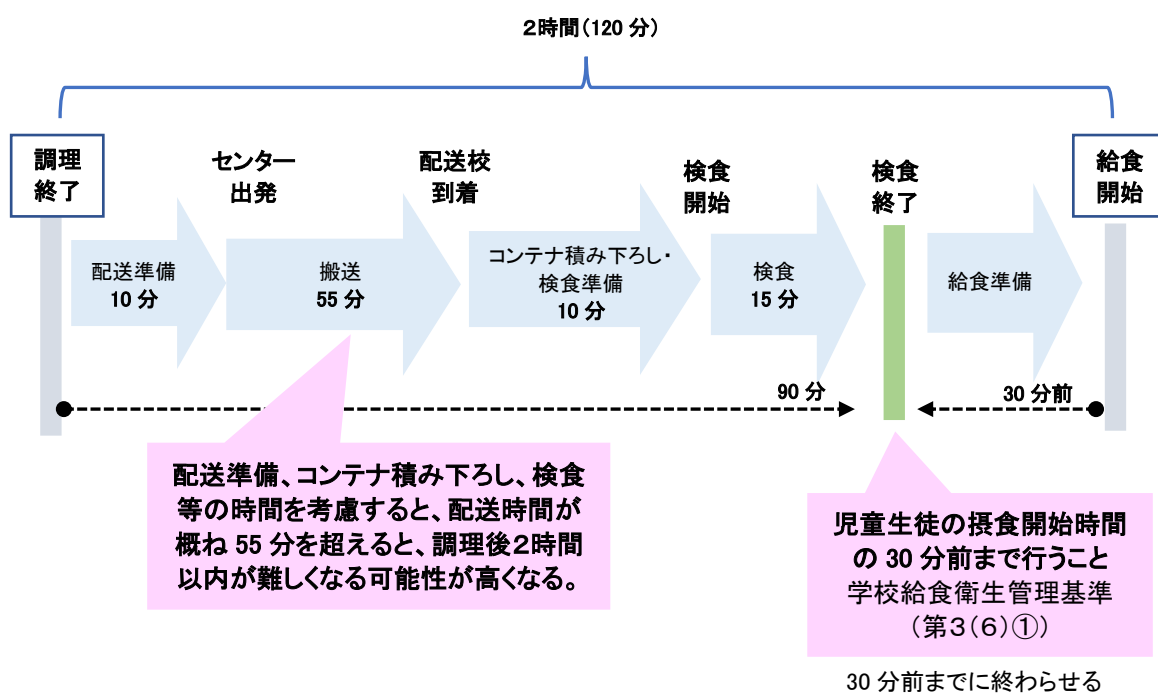 2時間(120 分)
調理
終了
センター
出発
配送校
到着
検食
開始
検食
終了
給食
開始
配送準備
10 分
搬送
55 分
コンテナ積み下ろし・
検食準備
10 分
検食
15 分
給食準備
90 分
30 分前
配送準備、コンテナ積み下ろし、検食
等の時間を考慮すると、配送時間が
概ね 55 分を超えると、調理後2時間
以内が難しくなる可能性が高くなる。
児童生徒の摂食開始時間
の 30 分前まで行うこと
学校給食衛生管理基準
(第3(6)①)
30 分前までに終わらせる